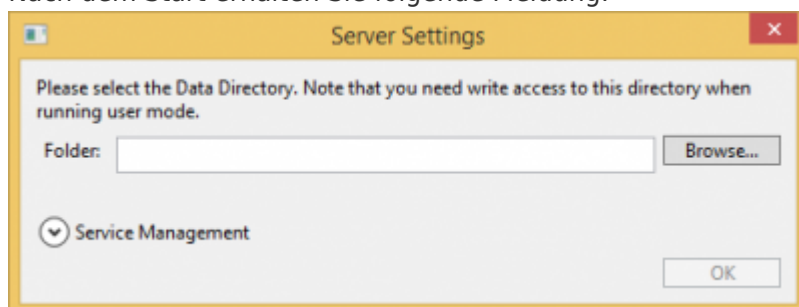 Nach dem Start erhalten Sie folgende Meldung:
Server Settings
Please select the Data Directory. Note that you need write access to this directory when
running user mode.
Folder:
Browse...
Service Management
OK